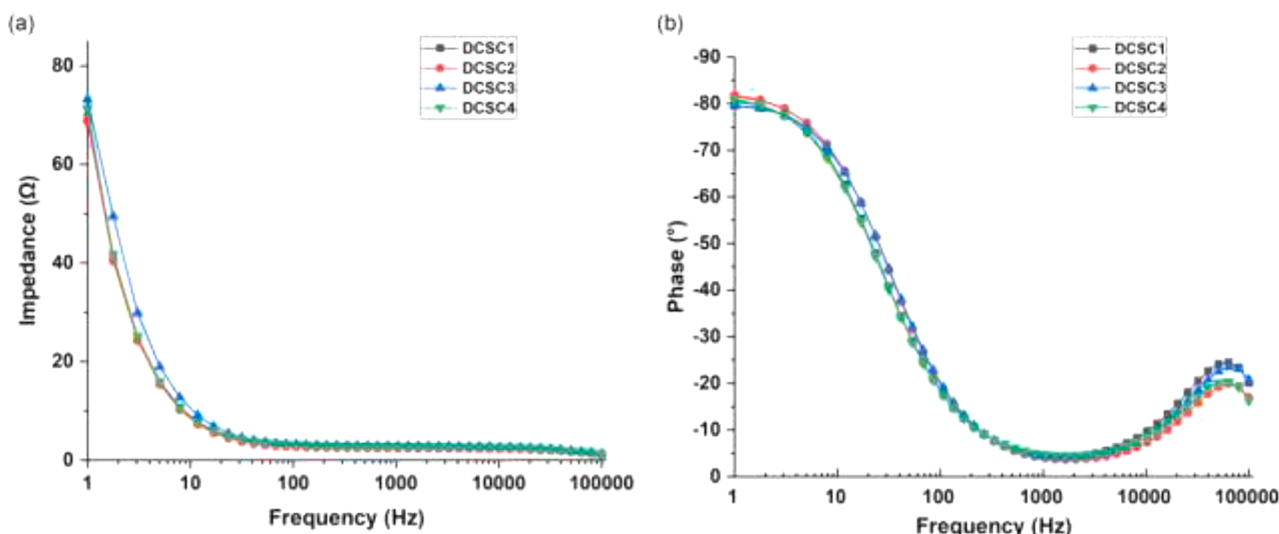 (a)
DCSC1
DCSC2
DCSC3
DCSC4
80
60
40
20
0
Impedance (Ω)
1
10
100
1000
10000
100000
Frequency (Hz)
(b)
DCSC1
DCSC2
DCSC3
DCSC4
-90
-80
-70
-60
-50
-40
-30
-20
-10
0
Phase (°)
1
10
100
1000
10000
100000
Frequency (Hz)